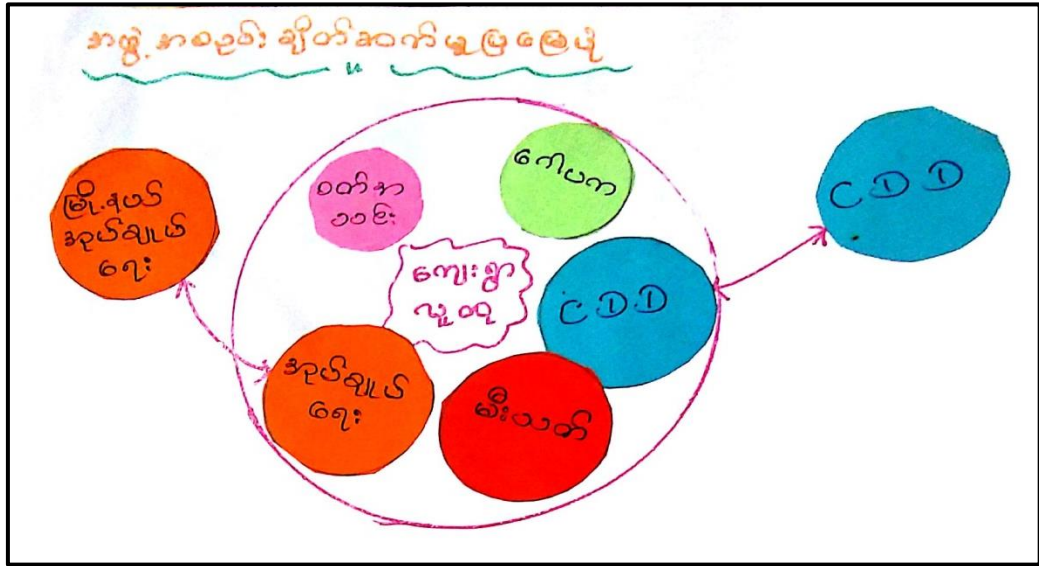 အဖွဲ့အစည်းချိတ်ဆက်မှုပြမြေပုံ
မြို့နယ်
အုပ်ချုပ်
ရေး
ဝတ်အ
သင်း
ကော်ပက
ကျေးရွာ
လူထု
CDD
CDD
အုပ်ချုပ်
ရေး
မီးသတ်